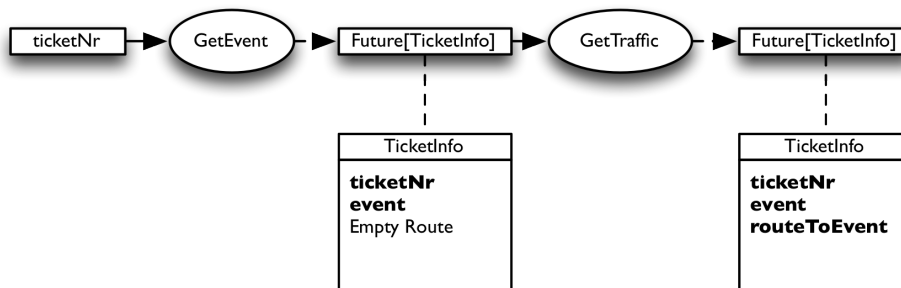 ticketNr
GetEvent
Future[TicketInfo]
GetTraffic
Future[TicketInfo]
TicketInfo
ticketNr
event
Empty Route
TicketInfo
ticketNr
event
routeToEvent